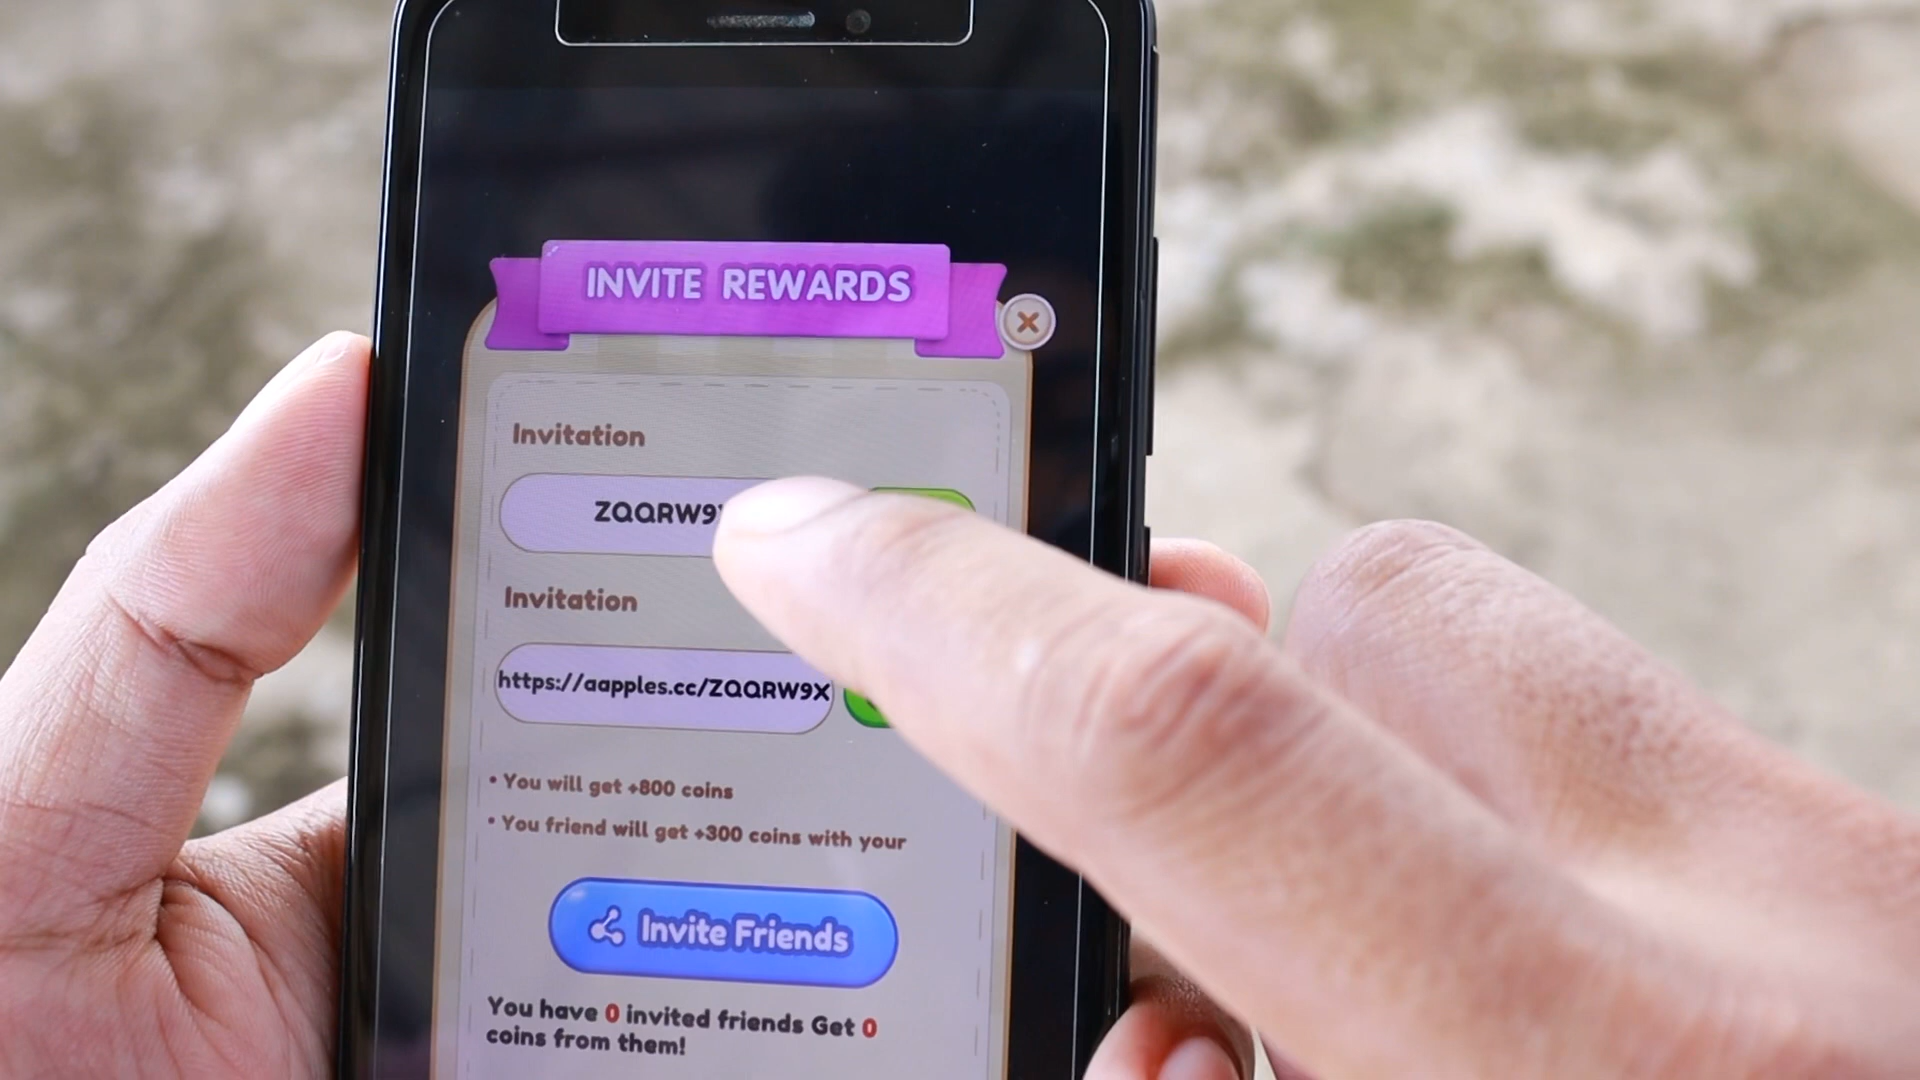 INVITE REWARDS
Invitation
ZQQRW9X
Invitation
https://aapples.cc/ZQQRW9X
• You will get +800 coins
• You friend will get +300 coins with your
Invite Friends
You have 0 invited friends Get 0
coins from them!